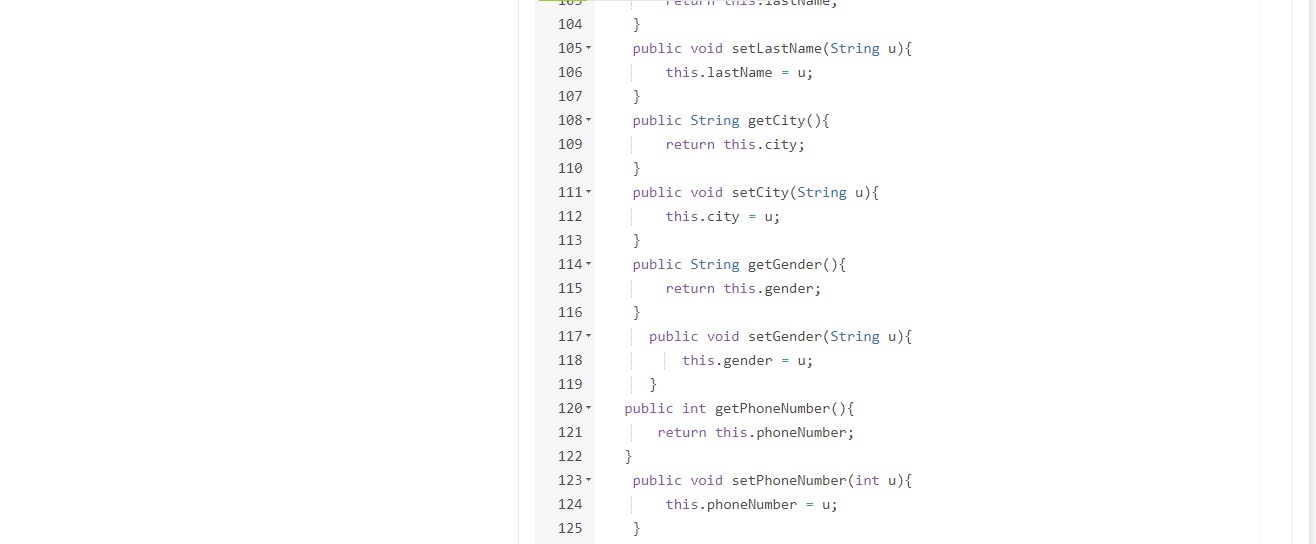 103 return this.lastName;
104 }
105 public void setLastName(String u){
106 this.lastName = u;
107 }
108 public String getCity(){
109 return this.city;
110 }
111 public void setCity(String u){
112 this.city = u;
113 }
114 public String getGender(){
115 return this.gender;
116 }
117 public void setGender(String u){
118 this.gender = u;
119 }
120 public int getPhoneNumber(){
121 return this.phoneNumber;
122 }
123 public void setPhoneNumber(int u){
124 this.phoneNumber = u;
125 }